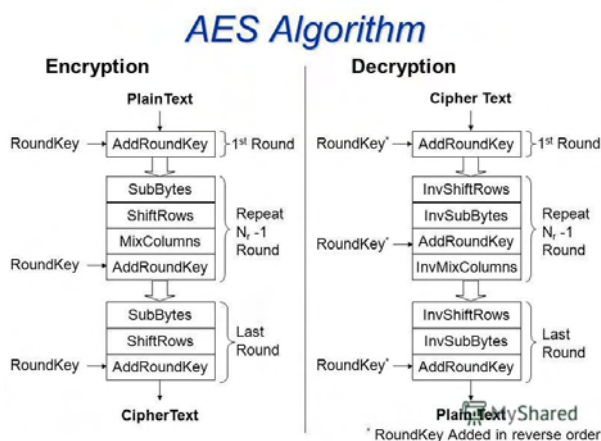 AES Algorithm
Encryption
PlainText
RoundKey
AddRoundKey
1st Round
SubBytes
ShiftRows
MixColumns
RoundKey
AddRoundKey
Repeat
Nr -1
Round
SubBytes
ShiftRows
RoundKey
AddRoundKey
Last
Round
CipherText
Decryption
Cipher Text
RoundKey*
AddRoundKey
1st Round
InvShiftRows
InvSubBytes
RoundKey*
AddRoundKey
InvMixColumns
Repeat
Nr -1
Round
InvShiftRows
InvSubBytes
RoundKey*
AddRoundKey
Last
Round
PlainText
MyShared
* RoundKey Added in reverse order